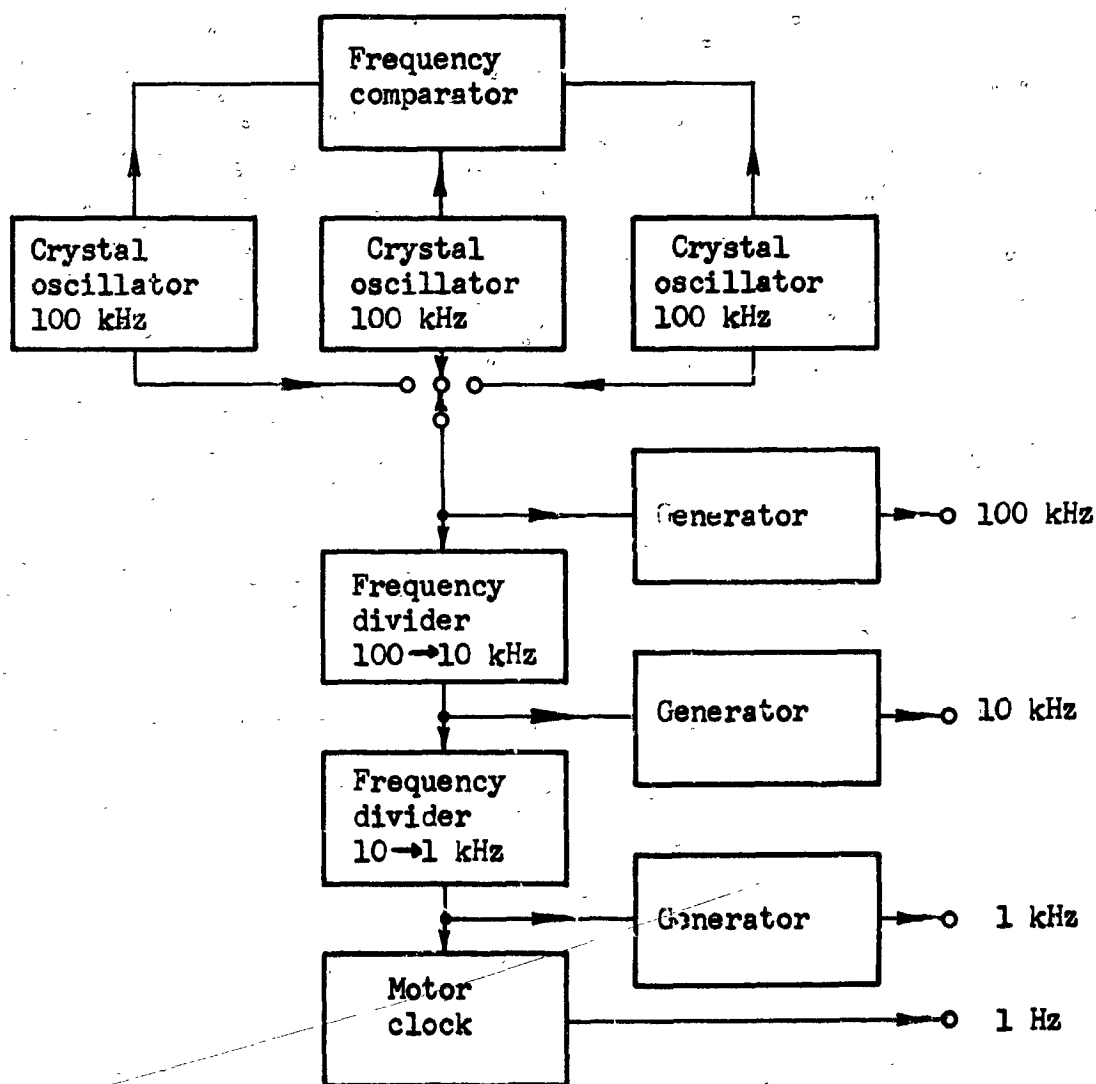 Frequency
comparator
Crystal
oscillator
100 kHz
Crystal
oscillator
100 kHz
Crystal
oscillator
100 kHz
Generator
100 kHz
Frequency
divider
100→10 kHz
Generator
10 kHz
Frequency
divider
10→1 kHz
Generator
1 kHz
Motor
clock
1 Hz